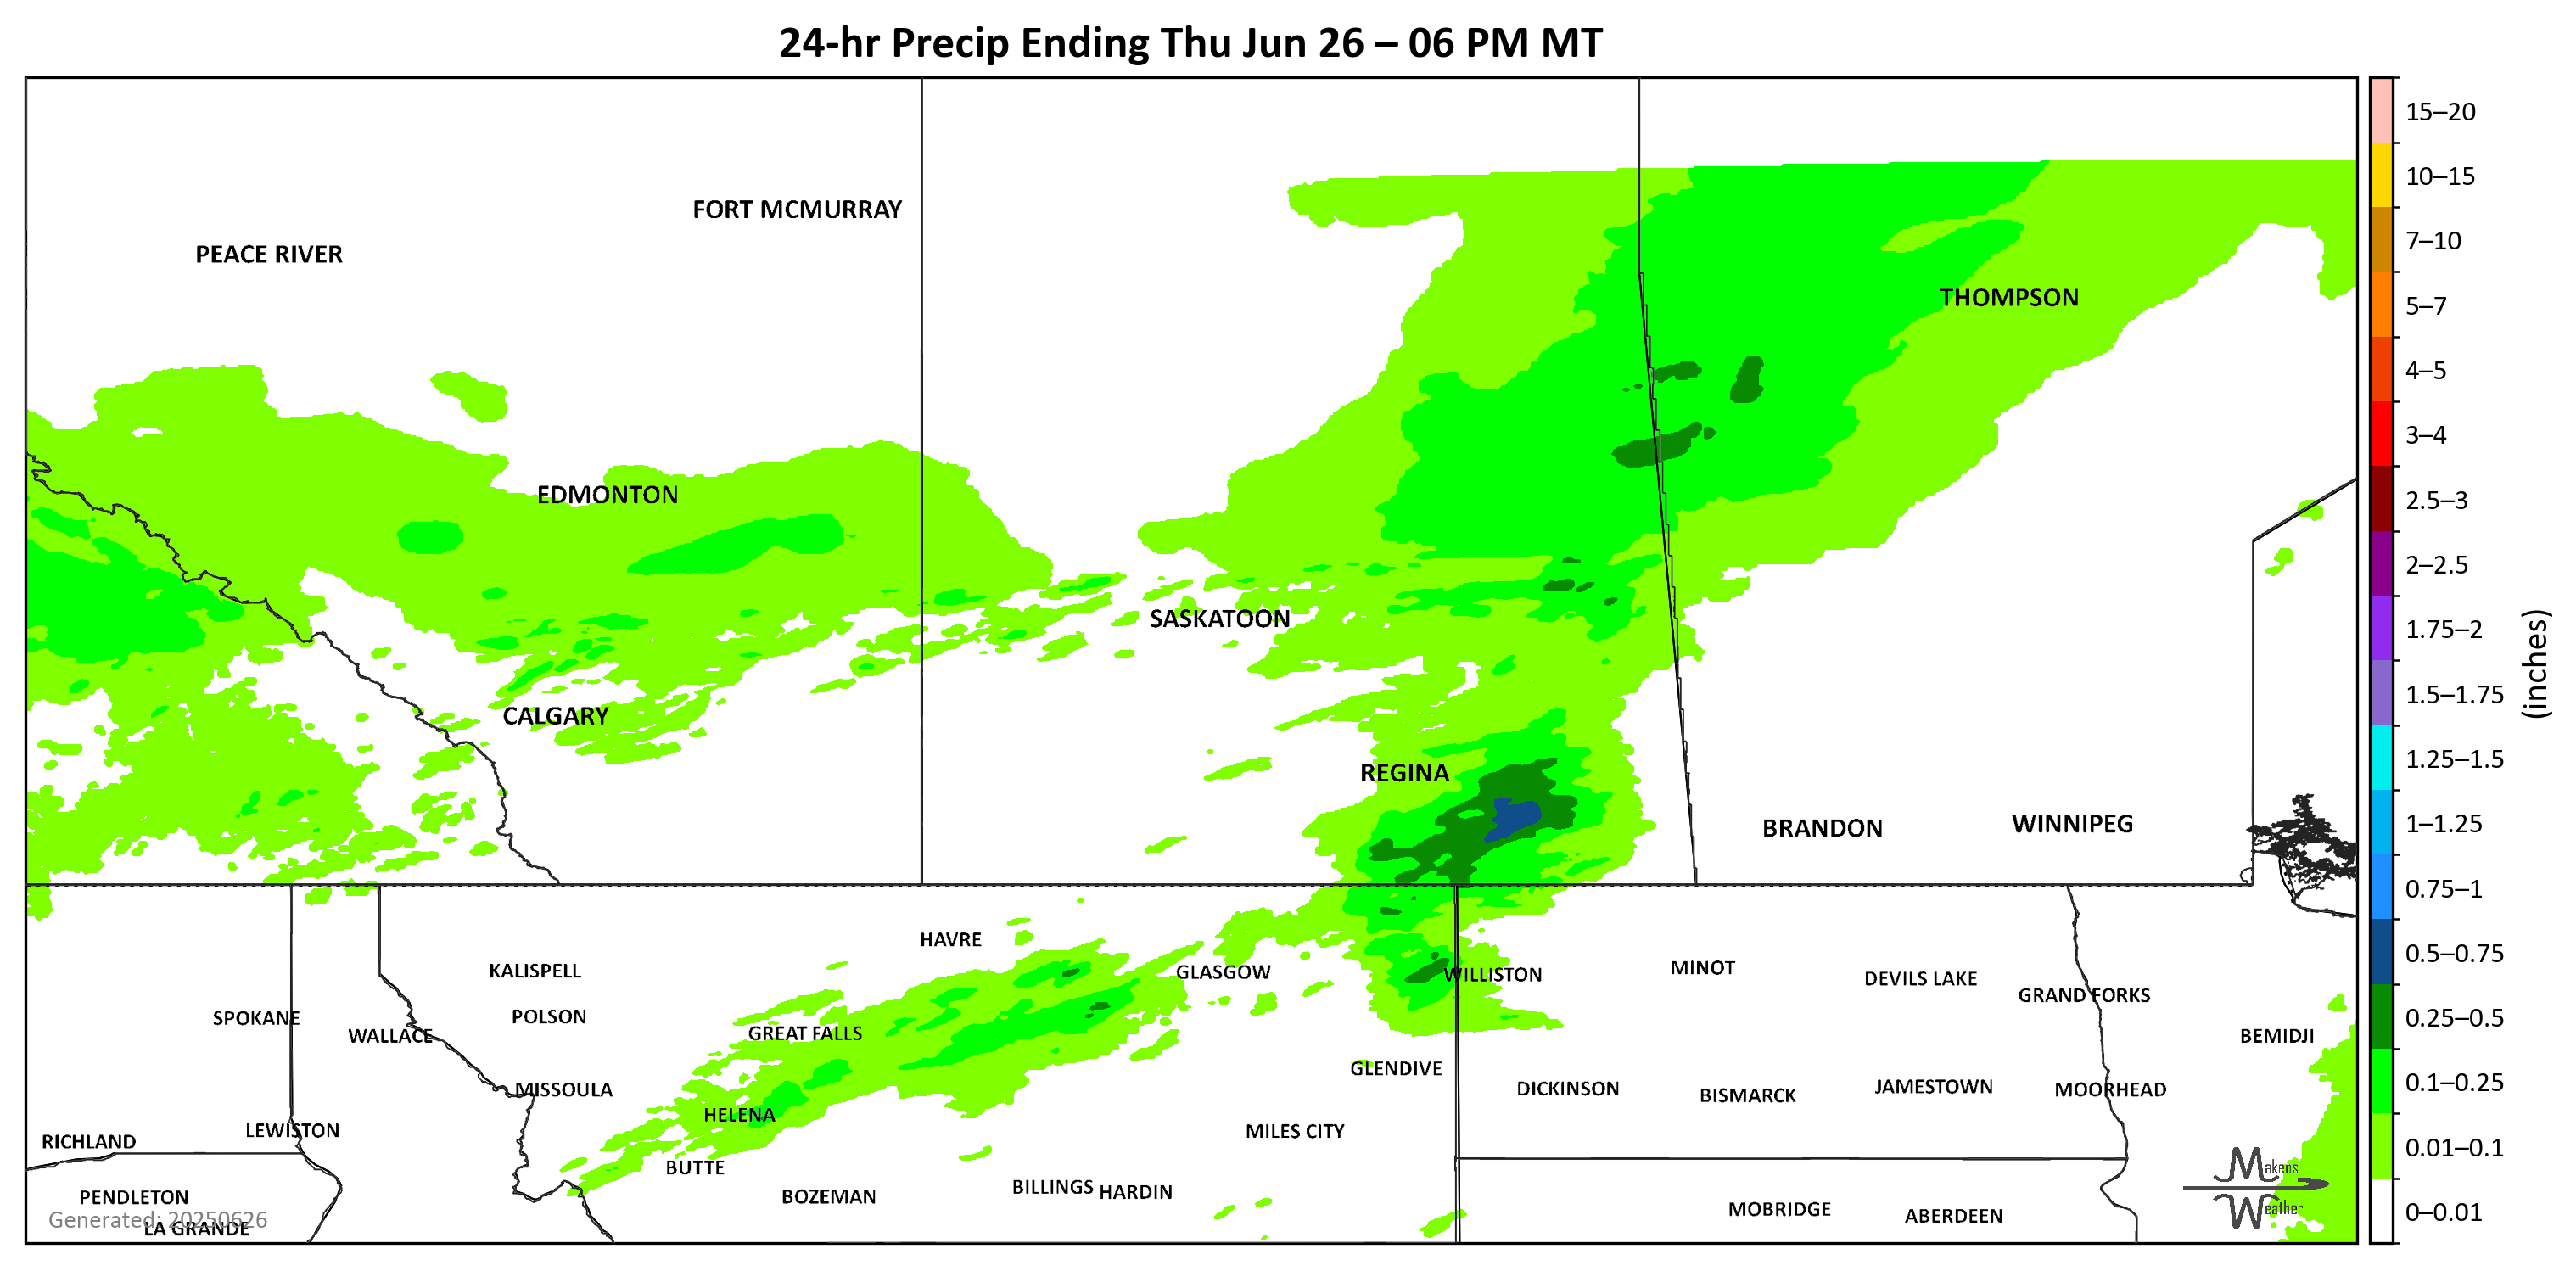 24-hr Precip Ending Thu Jun 26 – 06 PM MT
15–20
FORT MCMURRAY
10–15
PEACE RIVER
7–10
THOMPSON
5–7
4–5
3–4
EDMONTON
2.5–3
2–2.5
SASKATOON
1.75–2
(inches)
1.5–1.75
CALGARY
1.25–1.5
REGINA
BRANDON
WINNIPEG
1–1.25
0.75–1
HAVRE
0.5–0.75
KALISPELL
GLASGOW
WILLISTON
MINOT
DEVILS LAKE
GRAND FORKS
SPOKANE
POLSON
0.25–0.5
WALLACE
GREAT FALLS
BEMIDJI
GLENDIVE
0.1–0.25
MISSOULA
DICKINSON
BISMARCK
JAMESTOWN
MOORHEAD
HELENA
LEWISTON
MILES CITY
RICHLAND
0.01–0.1
BUTTE
Makens
Weather
PENDLETON
BOZEMAN
BILLINGS
HARDIN
MOBRIDGE
ABERDEEN
0–0.01
Generated: 20250626
LA GRANDE